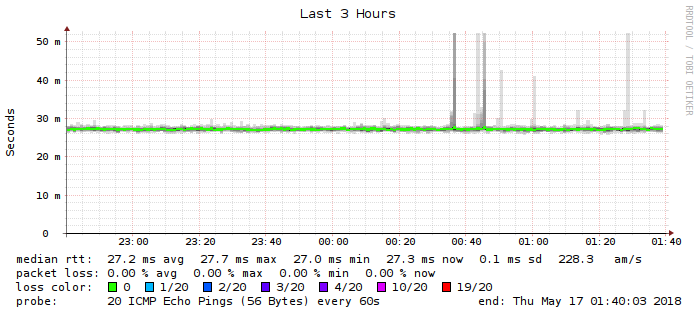 Last 3 Hours
RRDTOOL / TOBI OETIKER
Seconds
50 m
40 m
30 m
20 m
10 m
0
23:00 23:20 23:40 00:00 00:20 00:40 01:00 01:20 01:40
median rtt: 27.2 ms avg 27.7 ms max 27.0 ms min 27.3 ms now 0.1 ms sd 228.3 am/s
packet loss: 0.00 % avg 0.00 % max 0.00 % min 0.00 % now
loss color: 0 1/20 2/20 3/20 4/20 10/20 19/20
probe: 20 ICMP Echo Pings (56 Bytes) every 60s end: Thu May 17 01:40:03 2018